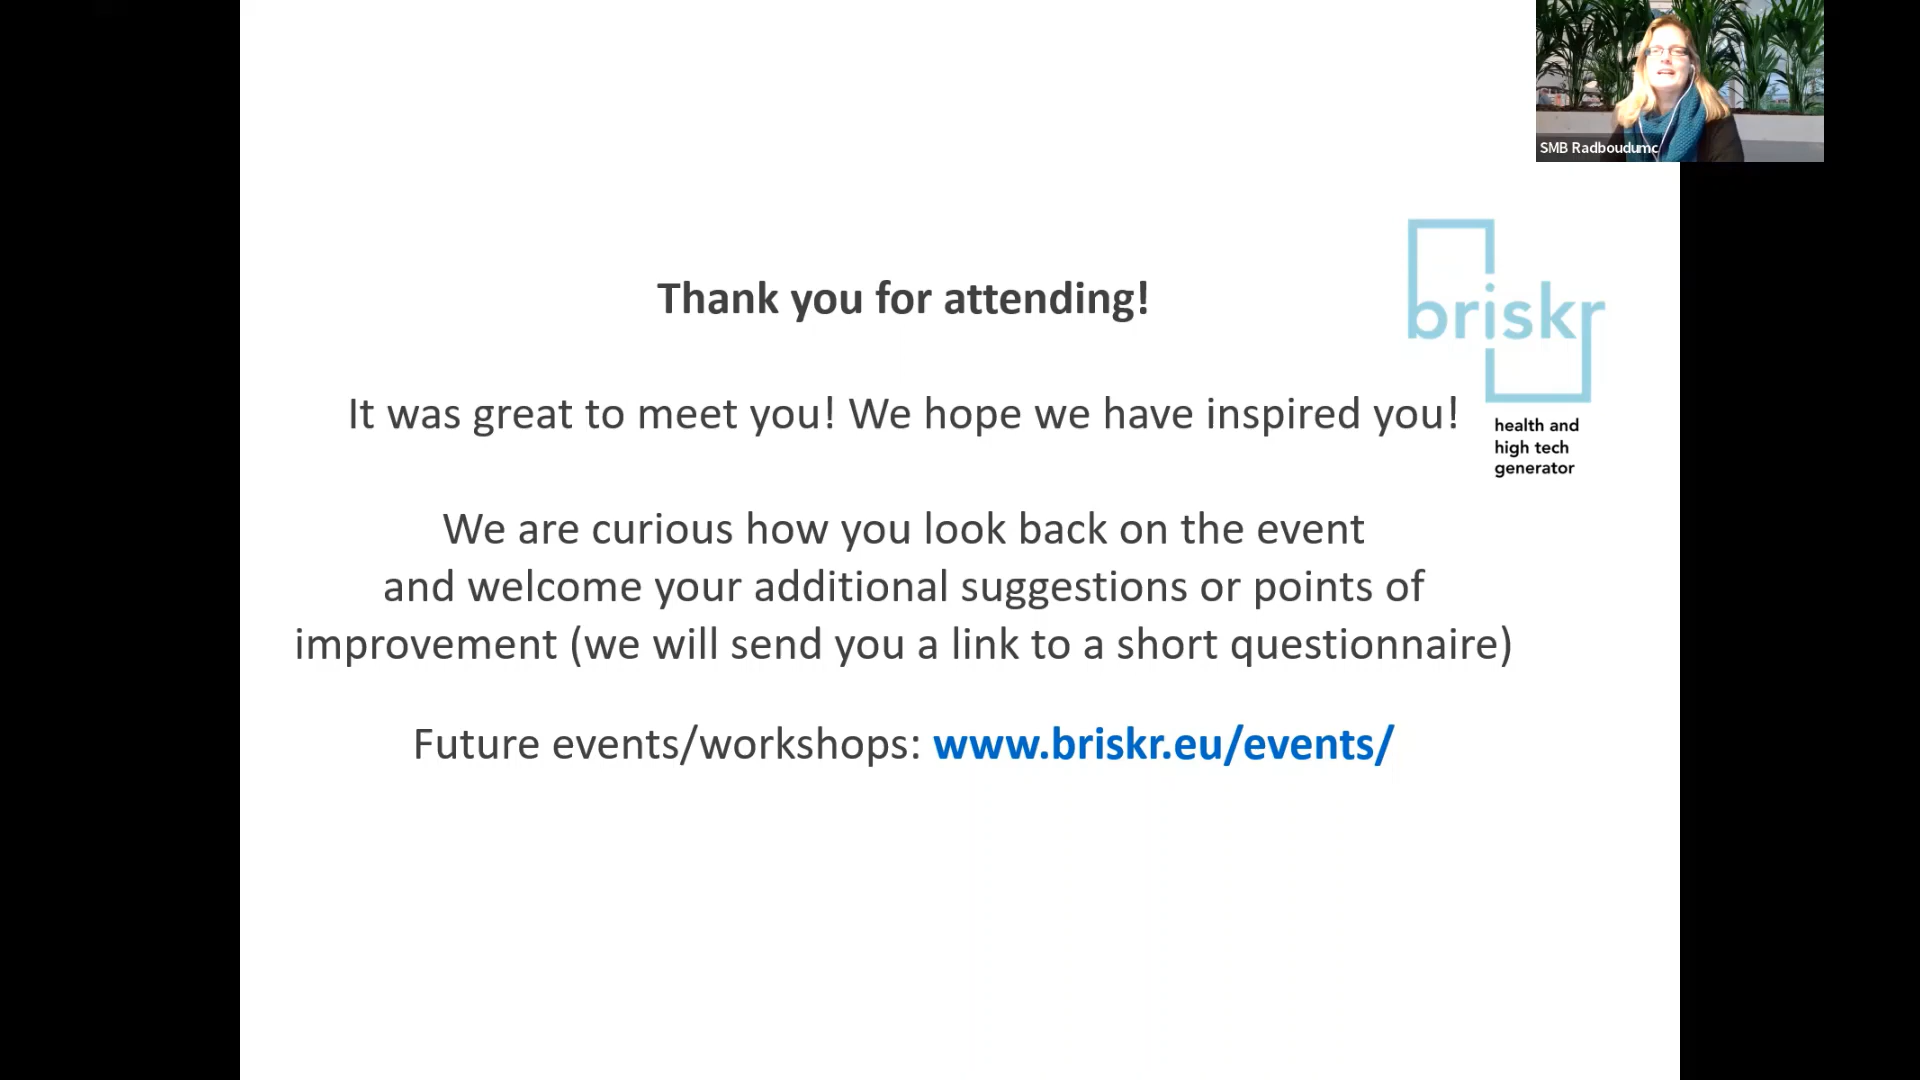 SMB Radboudumc
Thank you for attending!
briskr
It was great to meet you! We hope we have inspired you!
health and
high tech
generator
We are curious how you look back on the event
and welcome your additional suggestions or points of
improvement (we will send you a link to a short questionnaire)
Future events/workshops: www.briskr.eu/events/